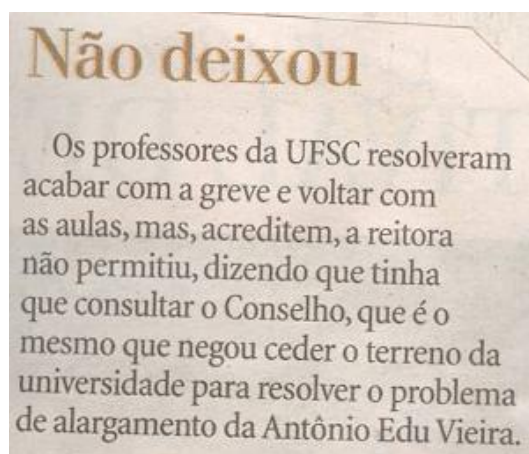 Não deixou
Os professores da UFSC resolveram
acabar com a greve e voltar com
as aulas, mas, acreditem, a reitora
não permitiu, dizendo que tinha
que consultar o Conselho, que é o
mesmo que negou ceder o terreno da
universidade para resolver o problema
de alargamento da Antônio Edu Vieira.